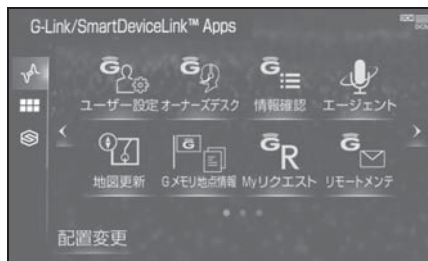 G-Link/SmartDeviceLink™ Apps
ユーザー設定 オーナーズデスク 情報確認 エージェント
地図更新 Gメモリ地点情報 Myリクエスト リモートメンテ
配置変更